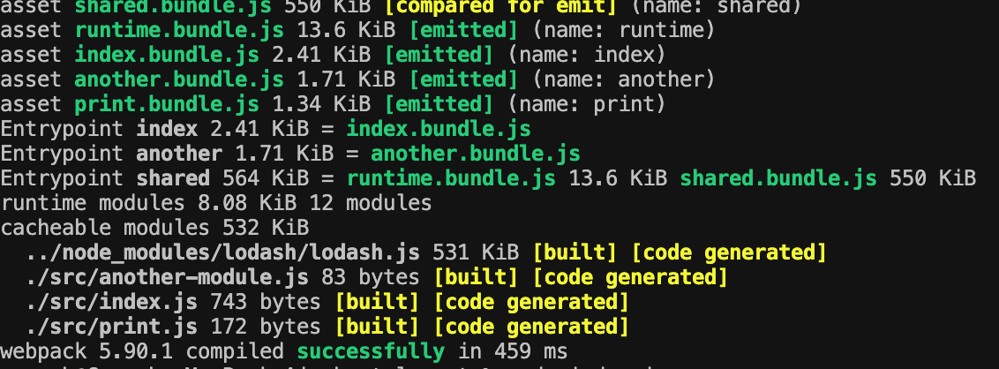 asset shared.bundle.js 550 KiB [compared for emit] (name: shared)
asset runtime.bundle.js 13.6 KiB [emitted] (name: runtime)
asset index.bundle.js 2.41 KiB [emitted] (name: index)
asset another.bundle.js 1.71 KiB [emitted] (name: another)
asset print.bundle.js 1.34 KiB [emitted] (name: print)
Entrypoint index 2.41 KiB = index.bundle.js
Entrypoint another 1.71 KiB = another.bundle.js
Entrypoint shared 564 KiB = runtime.bundle.js 13.6 KiB shared.bundle.js 550 KiB
runtime modules 8.08 KiB 12 modules
cacheable modules 532 KiB
  ../node_modules/lodash/lodash.js 531 KiB [built] [code generated]
  ./src/another-module.js 83 bytes [built] [code generated]
  ./src/index.js 743 bytes [built] [code generated]
  ./src/print.js 172 bytes [built] [code generated]
webpack 5.90.1 compiled successfully in 459 ms